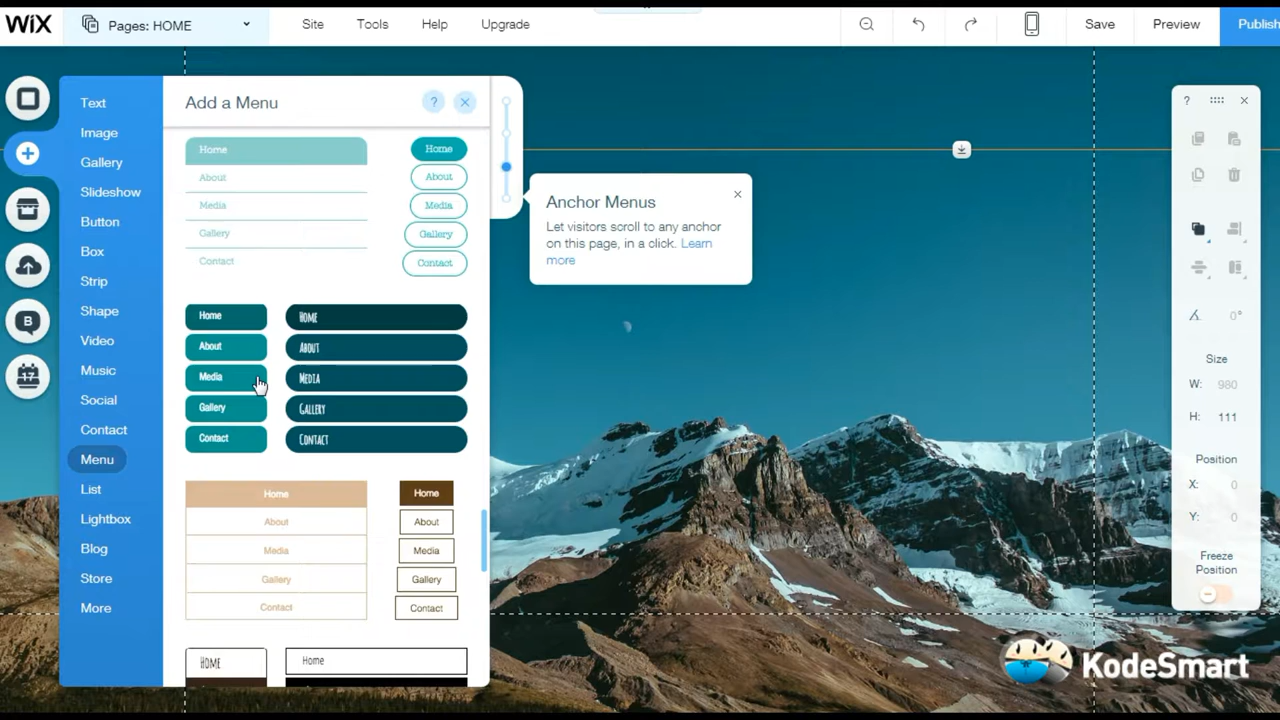 WiX
Pages: HOME
Site
Tools
Help
Upgrade
Save
Preview
Publish
Text
Image
Gallery
Slideshow
Button
Box
Strip
Shape
Video
Music
Social
Contact
Menu
List
Lightbox
Blog
Store
More
B
17
Add a Menu
?
Home
About
Media
Gallery
Contact
Home
About
Media
Gallery
Contact
Home
About
Media
Gallery
Contact
HOME
ABOUT
MEDIA
GALLERY
CONTACT
Home
About
Media
Gallery
Contact
Home
About
Media
Gallery
Contact
HOME
Home
Anchor Menus
Let visitors scroll to any anchor
on this page, in a click. Learn
more
?
0°
Size
W: 980
H: 111
Position
X: 0
Y: 0
Freeze
Position
KodeSmart